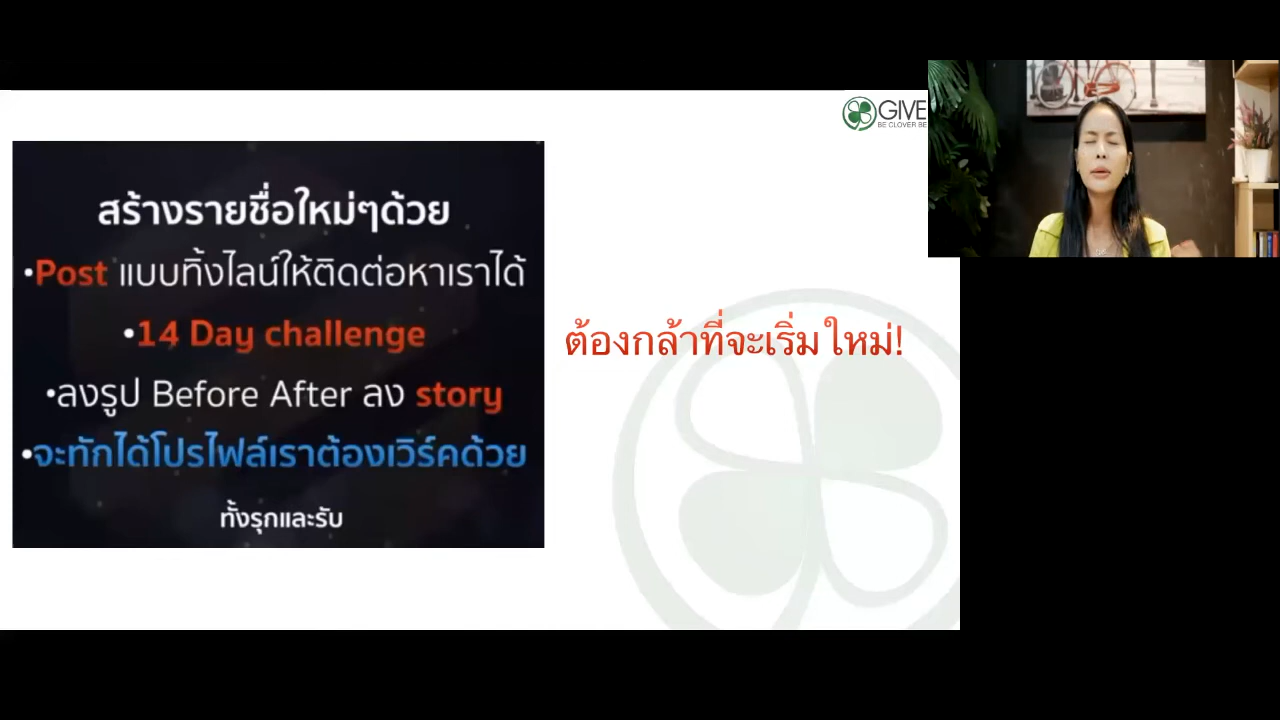 GIVE
BE CLOVER BE
สร้างรายชื่อใหม่ๆด้วย
•Post แบบทิ้งไลน์ให้ติดต่อหาเราได้
•14 Day challenge
•ลงรูป Before After ลง story
•จะทักได้โปรไฟล์เราต้องเวิร์คด้วย
ทั้งรุกและรับ
ต้องกล้าที่จะเริ่มใหม่!